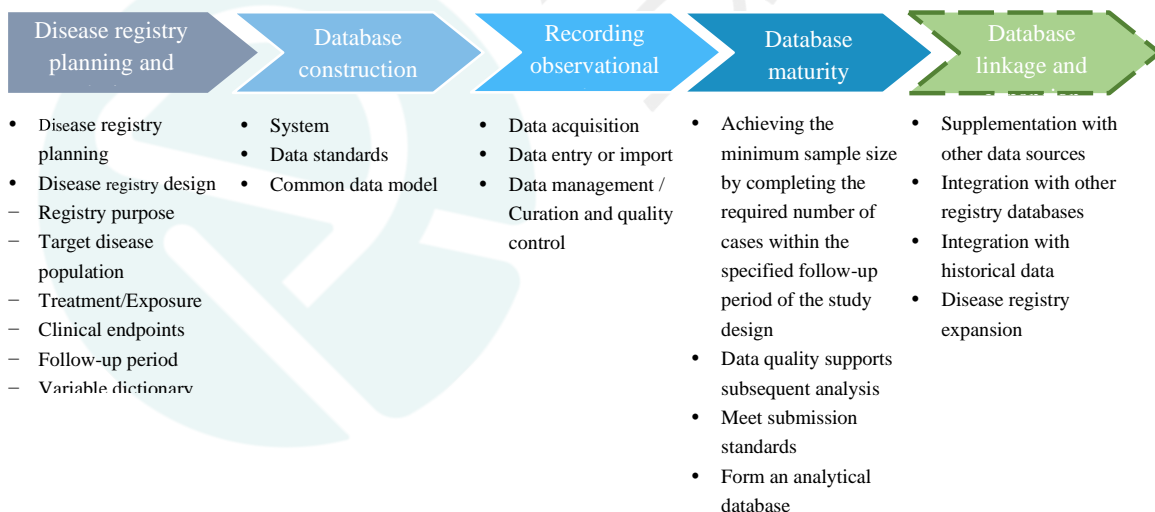 Disease registry
planning and
Database
construction
Recording
observational
Database
maturity
Database
linkage and
• Disease registry
planning
• Disease registry design
− Registry purpose
− Target disease
population
− Treatment/Exposure
− Clinical endpoints
− Follow-up period
− Variable dictionary
• System
• Data standards
• Common data model
• Data acquisition
• Data entry or import
• Data management /
Curation and quality
control
• Achieving the
minimum sample size
by completing the
required number of
cases within the
specified follow-up
period of the study
design
• Data quality supports
subsequent analysis
• Meet submission
standards
• Form an analytical
database
• Supplementation with
other data sources
• Integration with other
registry databases
• Integration with
historical data
• Disease registry
expansion